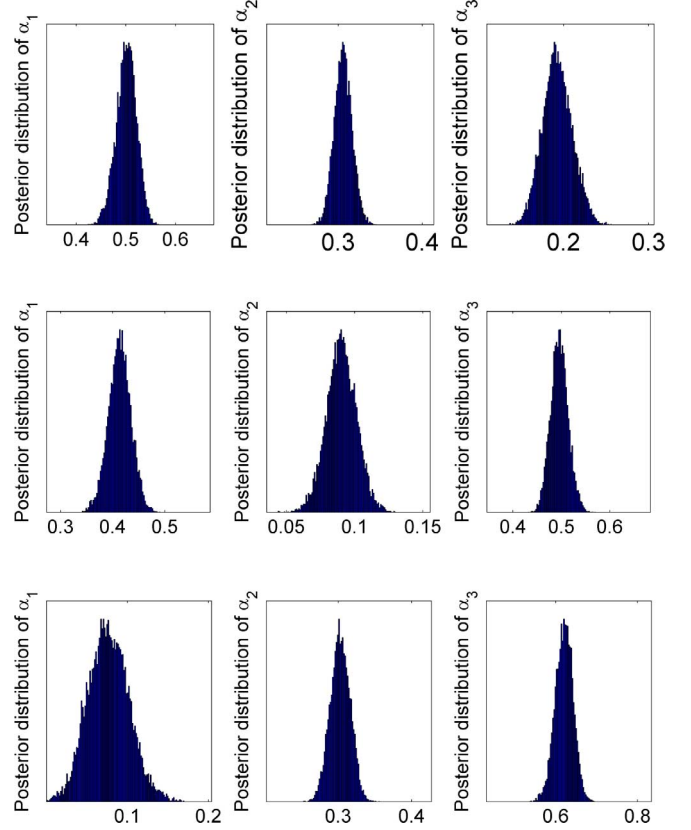 Posterior distribution of α1
0.4 0.5 0.6
Posterior distribution of α2
0.3 0.4
Posterior distribution of α3
0.2 0.3
Posterior distribution of α1
0.3 0.4 0.5
Posterior distribution of α2
0.05 0.1 0.15
Posterior distribution of α3
0.4 0.5 0.6
Posterior distribution of α1
0.1 0.2
Posterior distribution of α2
0.3 0.4
Posterior distribution of α3
0.6 0.8